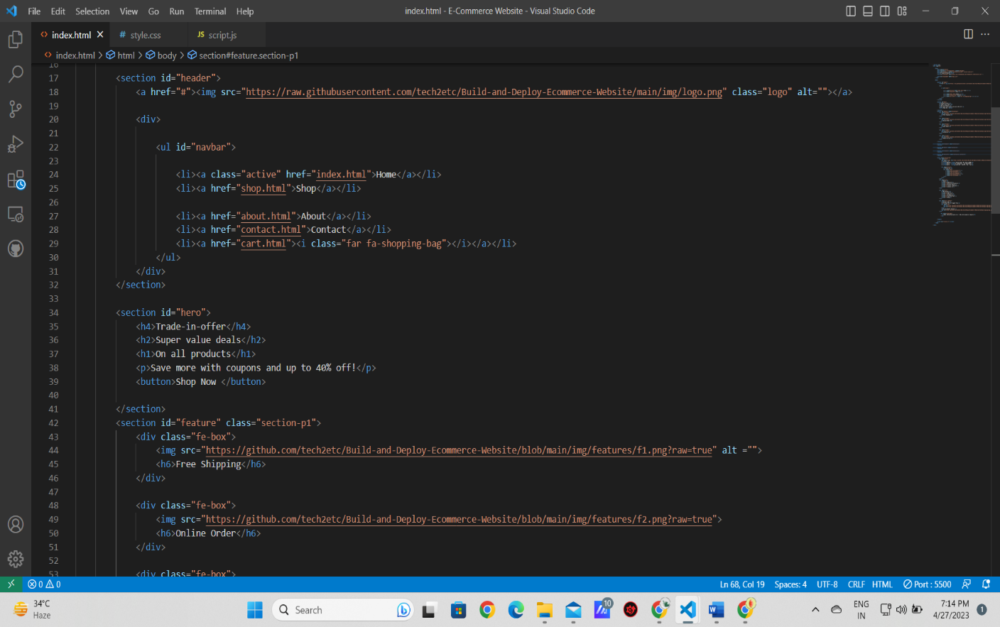 File Edit Selection View Go Run Terminal Help
index.html - E-Commerce Website - Visual Studio Code
<> index.html
# style.css
JS script.js
<> index.html > html > body > section#feature.section-p1
16
17 <section id="header">
18 <a href="#"><img src="https://raw.githubusercontent.com/tech2etc/Build-and-Deploy-Ecommerce-Website/main/img/logo.png" class="logo" alt=""></a>
19
20 <div>
21
22 <ul id="navbar">
23
24 <li><a class="active" href="index.html">Home</a></li>
25 <li><a href="shop.html">Shop</a></li>
26
27 <li><a href="about.html">About</a></li>
28 <li><a href="contact.html">Contact</a></li>
29 <li><a href="cart.html"><i class="far fa-shopping-bag"></i></a></li>
30 </ul>
31 </div>
32 </section>
33
34 <section id="hero">
35 <h4>Trade-in-offer</h4>
36 <h2>Super value deals</h2>
37 <h1>On all products</h1>
38 <p>Save more with coupons and up to 40% off!</p>
39 <button>Shop Now </button>
40
41 </section>
42 <section id="feature" class="section-p1">
43 <div class="fe-box">
44 <img src="https://github.com/tech2etc/Build-and-Deploy-Ecommerce-Website/blob/main/img/features/f1.png?raw=true" alt ="">
45 <h6>Free Shipping</h6>
46 </div>
47
48 <div class="fe-box">
49 <img src="https://github.com/tech2etc/Build-and-Deploy-Ecommerce-Website/blob/main/img/features/f2.png?raw=true">
50 <h6>Online Order</h6>
51 </div>
52
53 <div class="fe-box">
0 0
Ln 68, Col 19 Spaces: 4 UTF-8 CRLF HTML Port : 5500
34°C
Haze
Search
10
ENG
IN
7:14 PM
4/27/2023
1